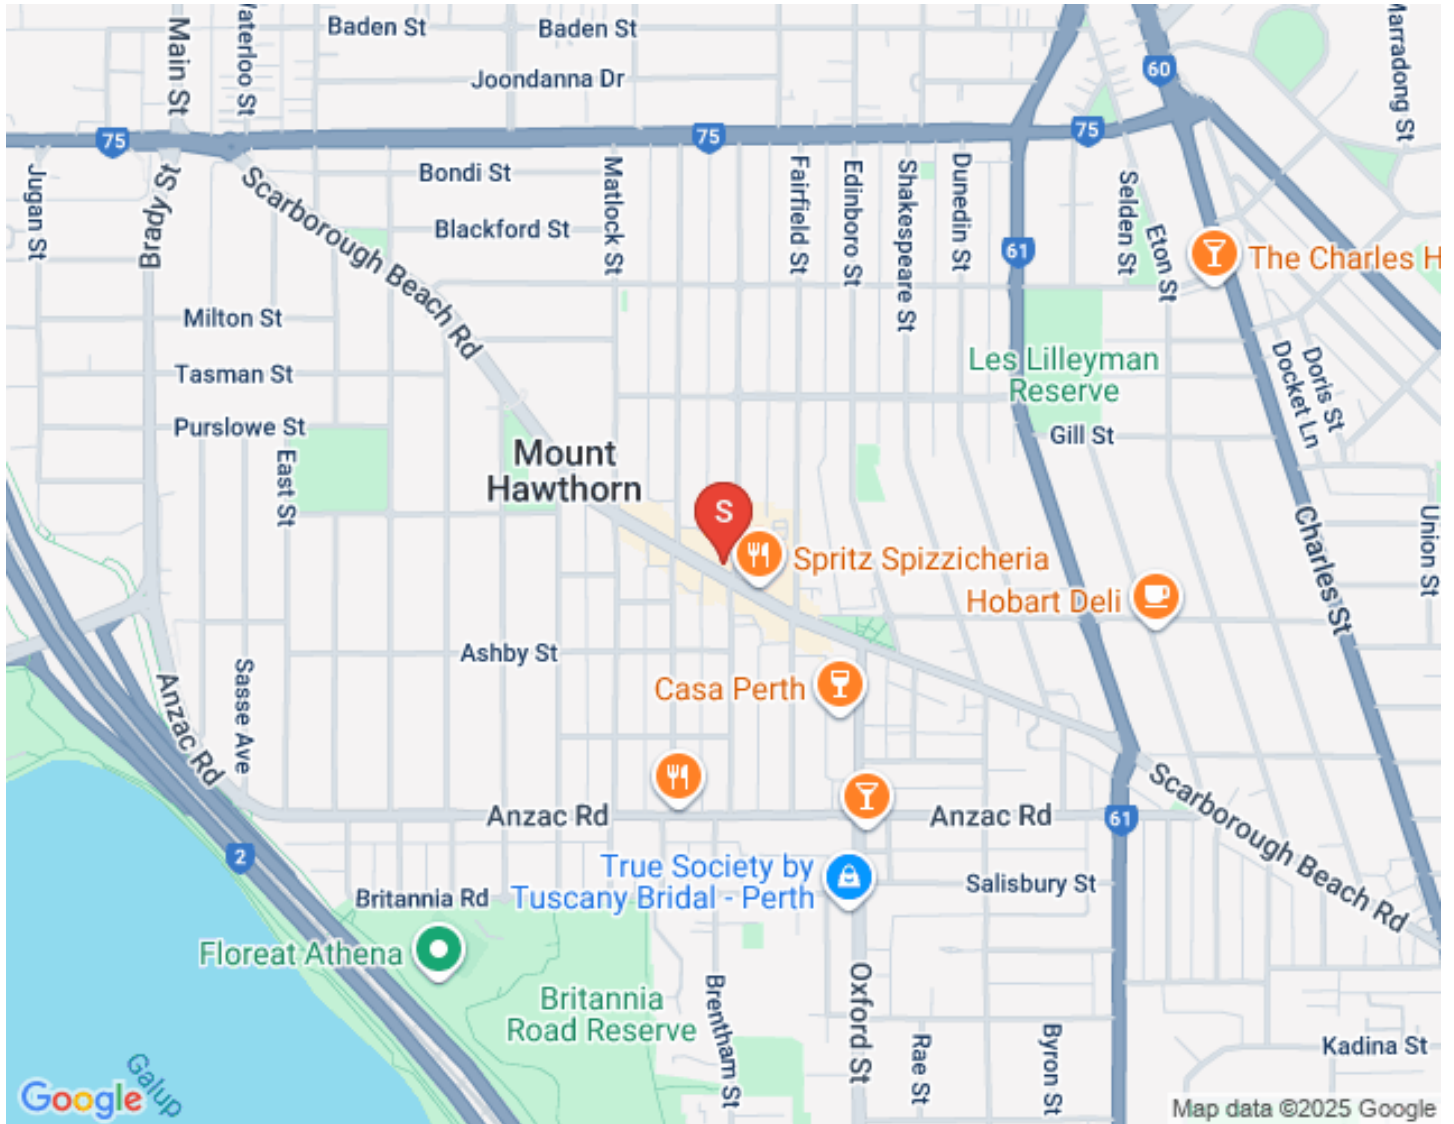 Baden St
Baden St
Main St
Waterloo St
Joondanna Dr
60
Marradong St
75
75
75
Jugan St
Brady St
Scarborough Beach Rd
Bondi St
Blackford St
Matlock St
Fairfield St
Edinboro St
Shakespeare St
Dunedin St
61
Selden St
Eton St
The Charles H
Milton St
Tasman St
Purslowe St
East St
Les Lilleyman
Reserve
Gill St
Doris St
Docket Ln
Mount
Hawthorn
S
Spritz Spizzicheria
Hobart Deli
Charles St
Union St
Ashby St
Casa Perth
Sasse Ave
Anzac Rd
Anzac Rd
Anzac Rd
61
Scarborough Beach Rd
2
True Society by
Tuscany Bridal - Perth
Salisbury St
Britannia Rd
Floreat Athena
Britannia
Road Reserve
Brentham St
Oxford St
Rae St
Byron St
Kadina St
Galup
Google
Map data ©2025 Google